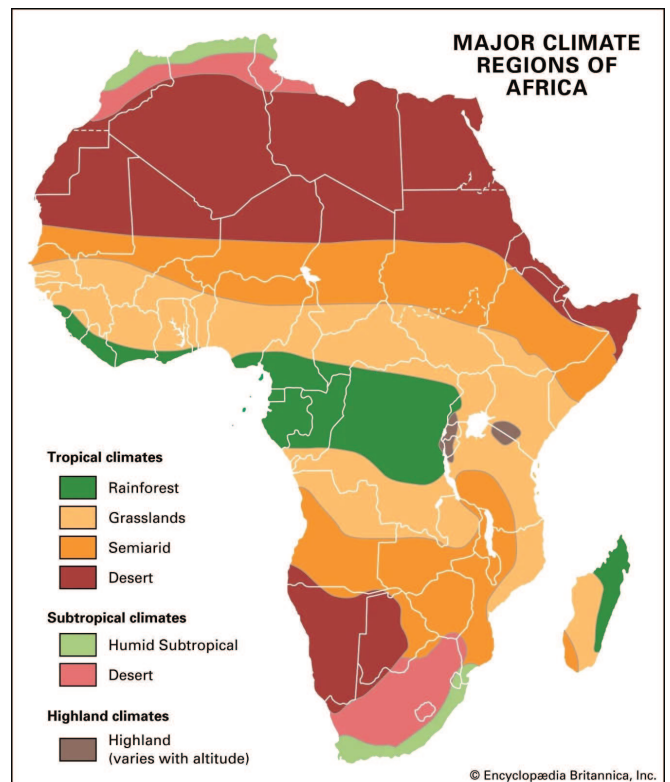 MAJOR CLIMATE
REGIONS OF
AFRICA
Tropical climates
Rainforest
Grasslands
Semiarid
Desert
Subtropical climates
Humid Subtropical
Desert
Highland climates
Highland
(varies with altitude)
© Encyclopædia Britannica, Inc.